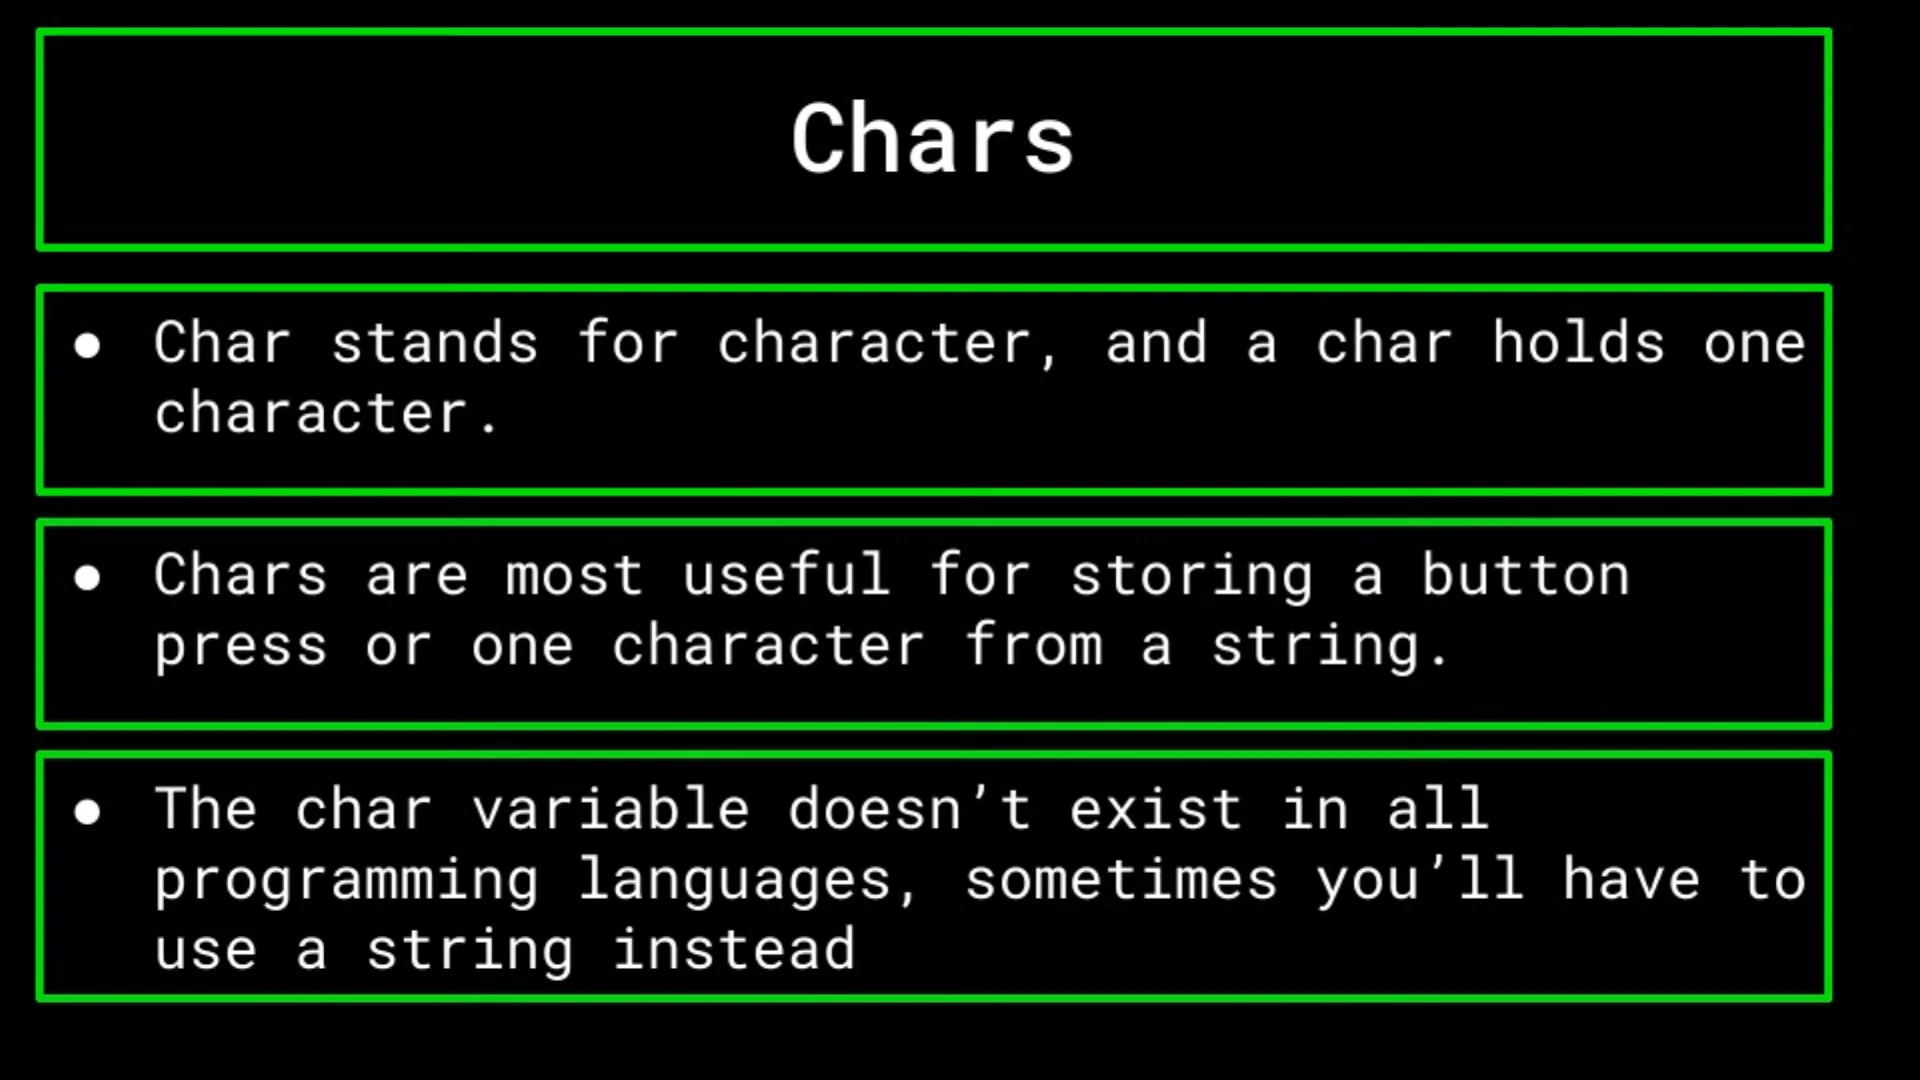 Chars
● Char stands for character, and a char holds one
character.
● Chars are most useful for storing a button
press or one character from a string.
● The char variable doesn’t exist in all
programming languages, sometimes you’ll have to
use a string instead